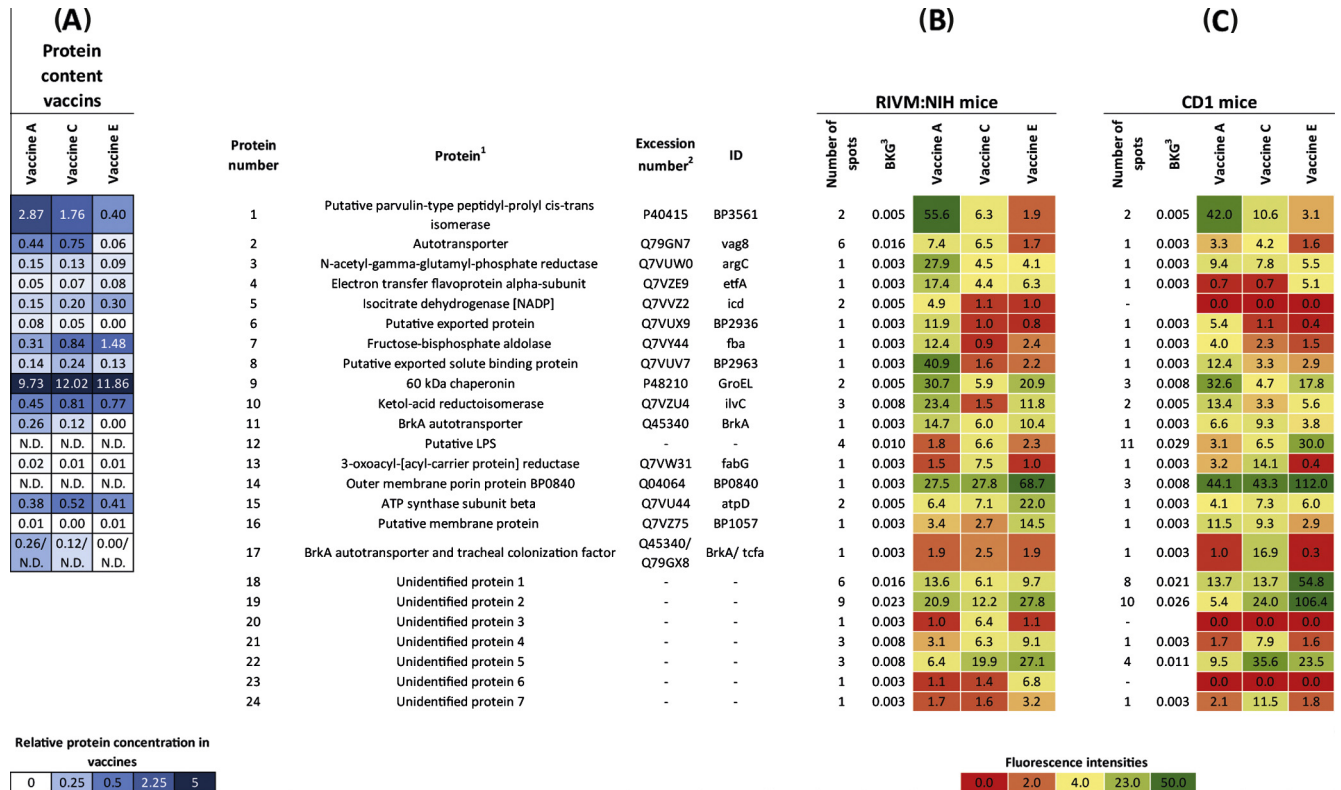 (A) (B) (C)
Protein
content
vaccins
RIVM:NIH mice CD1 mice
Vaccine A Vaccine C Vaccine E Protein number Protein1 Excession number2 ID Number of spots BKG3 Vaccine A Vaccine C Vaccine E Number of spots BKG3 Vaccine A Vaccine C Vaccine E
2.87 1.76 0.40 1 Putative parvulin-type peptidyl-prolyl cis-trans isomerase P40415 BP3561 2 0.005 55.6 6.3 1.9 2 0.005 42.0 10.6 3.1
0.44 0.75 0.06 2 Autotransporter Q79GN7 vag8 6 0.016 7.4 6.5 1.7 1 0.003 3.3 4.2 1.6
0.15 0.13 0.09 3 N-acetyl-gamma-glutamyl-phosphate reductase Q7VUW0 argC 1 0.003 27.9 4.5 4.1 1 0.003 9.4 7.8 5.5
0.05 0.07 0.08 4 Electron transfer flavoprotein alpha-subunit Q7VZE9 etfA 1 0.003 17.4 4.4 6.3 1 0.003 0.7 0.7 5.1
0.15 0.20 0.30 5 Isocitrate dehydrogenase [NADP] Q7VVZ2 icd 2 0.005 4.9 1.1 1.0 - 0.0 0.0 0.0
0.08 0.05 0.00 6 Putative exported protein Q7VUX9 BP2936 1 0.003 11.9 1.0 0.8 1 0.003 5.4 1.1 0.4
0.31 0.84 1.48 7 Fructose-bisphosphate aldolase Q7VY44 fba 1 0.003 12.4 0.9 2.4 1 0.003 4.0 2.3 1.5
0.14 0.24 0.13 8 Putative exported solute binding protein Q7VUV7 BP2963 1 0.003 40.9 1.6 2.2 1 0.003 12.4 3.3 2.9
9.73 12.02 11.86 9 60 kDa chaperonin P48210 GroEL 2 0.005 30.7 5.9 20.9 3 0.008 32.6 4.7 17.8
0.45 0.81 0.77 10 Ketol-acid reductoisomerase Q7VZU4 ilvC 3 0.008 23.4 1.5 11.8 2 0.005 13.4 3.3 5.6
0.26 0.12 0.00 11 BrkA autotransporter Q45340 BrkA 1 0.003 14.7 6.0 10.4 1 0.003 6.6 9.3 3.8
N.D. N.D. N.D. 12 Putative LPS - - 4 0.010 1.8 6.6 2.3 11 0.029 3.1 6.5 30.0
0.02 0.01 0.01 13 3-oxoacyl-[acyl-carrier protein] reductase Q7VW31 fabG 1 0.003 1.5 7.5 1.0 1 0.003 3.2 14.1 0.4
N.D. N.D. N.D. 14 Outer membrane porin protein BP0840 Q04064 BP0840 1 0.003 27.5 27.8 68.7 3 0.008 44.1 43.3 112.0
0.38 0.52 0.41 15 ATP synthase subunit beta Q7VU44 atpD 2 0.005 6.4 7.1 22.0 1 0.003 4.1 7.3 6.0
0.01 0.00 0.01 16 Putative membrane protein Q7VZ75 BP1057 1 0.003 3.4 2.7 14.5 1 0.003 11.5 9.3 2.9
0.26/ N.D. 0.12/ N.D. 0.00/ N.D. 17 BrkA autotransporter and tracheal colonization factor Q45340/ Q79GX8 BrkA/ tcfa 1 0.003 1.9 2.5 1.9 1 0.003 1.0 16.9 0.3
18 Unidentified protein 1 - - 6 0.016 13.6 6.1 9.7 8 0.021 13.7 13.7 54.8
19 Unidentified protein 2 - - 9 0.023 20.9 12.2 27.8 10 0.026 5.4 24.0 106.4
20 Unidentified protein 3 - - 1 0.003 1.0 6.4 1.1 - 0.0 0.0 0.0
21 Unidentified protein 4 - - 3 0.008 3.1 6.3 9.1 1 0.003 1.7 7.9 1.6
22 Unidentified protein 5 - - 3 0.008 6.4 19.9 27.1 4 0.011 9.5 35.6 23.5
23 Unidentified protein 6 - - 1 0.003 1.1 1.4 6.8 - 0.0 0.0 0.0
24 Unidentified protein 7 - - 1 0.003 1.7 1.6 3.2 1 0.003 2.1 11.5 1.8
Relative protein concentration in
vaccines
0 0.25 0.5 2.25 5
Fluorescence intensities
0.0 2.0 4.0 23.0 50.0